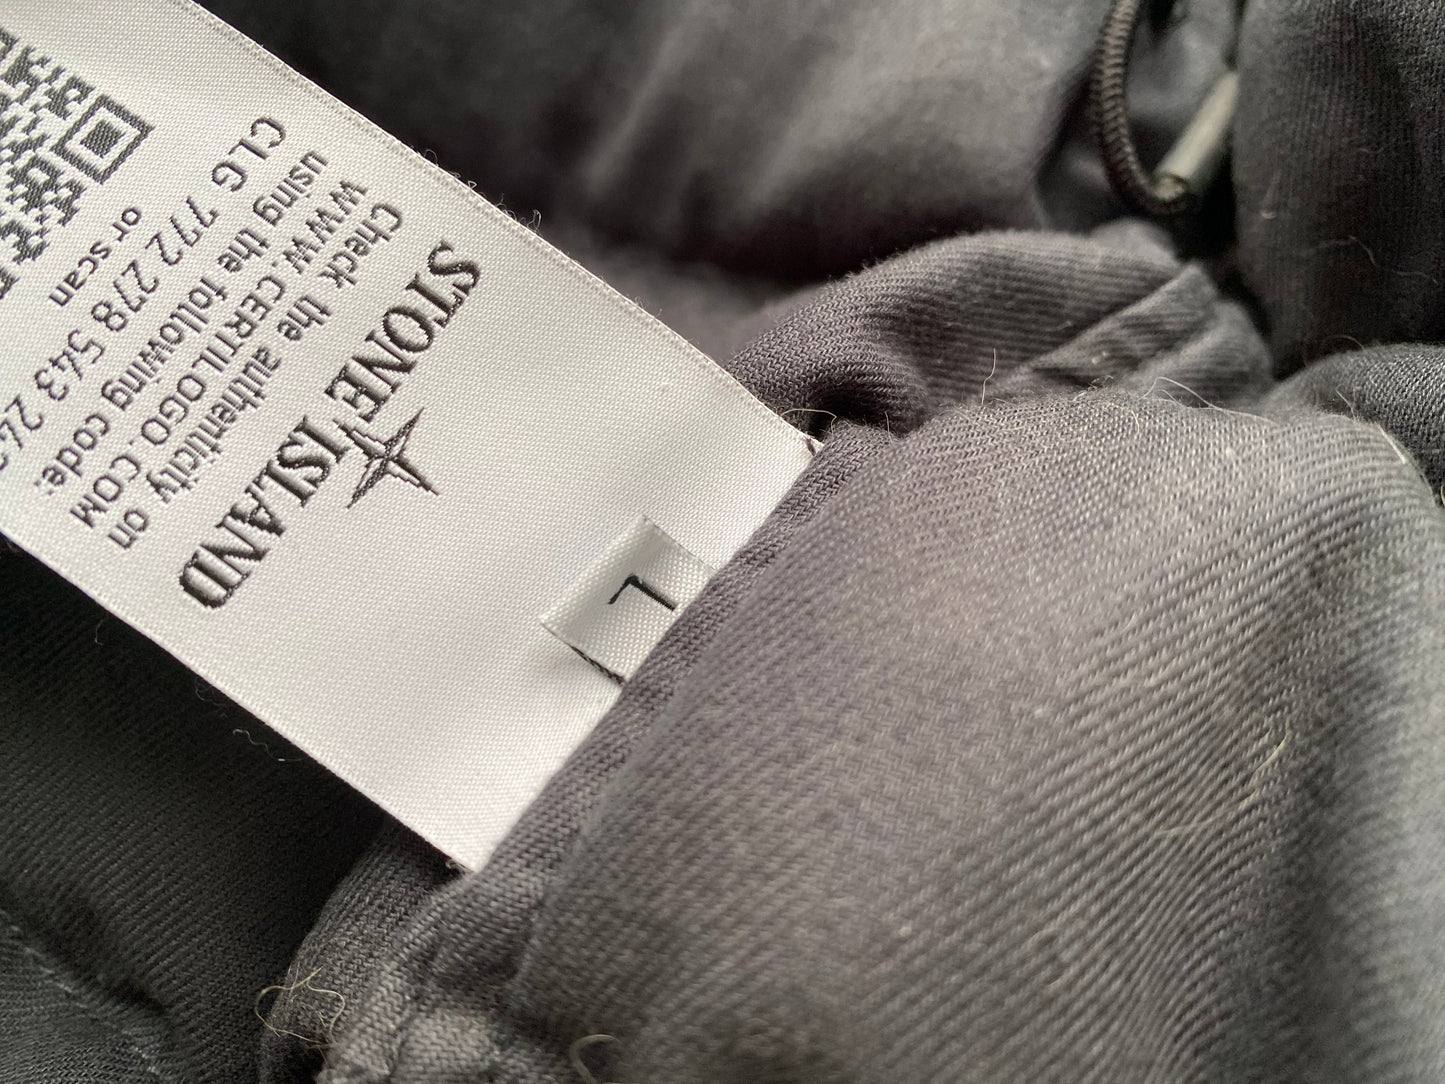 STONE
ISLAND
Check the authenticity on
WWW.CERTILOGO.COM
using the following code:
CLG 772 278 543 242
or scan
L